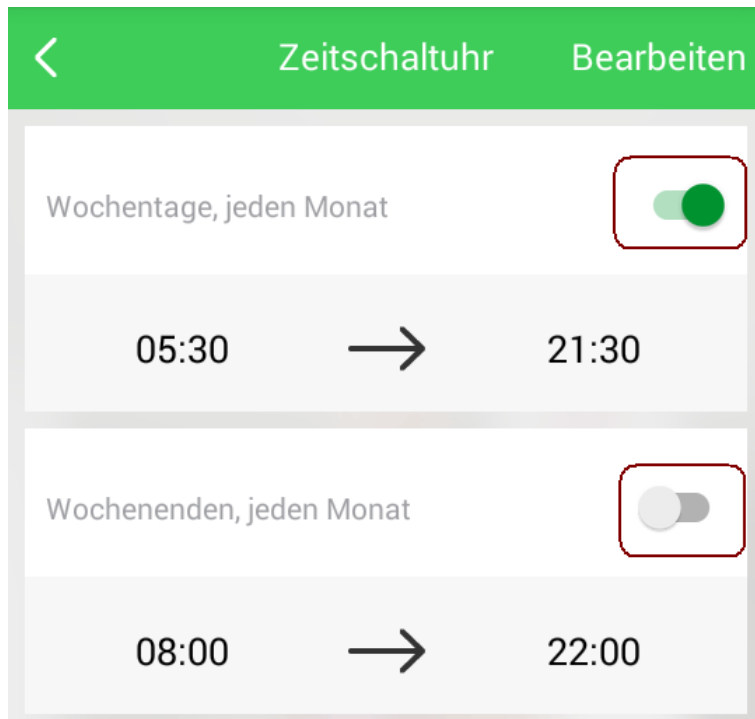 Zeitschaltuhr Bearbeiten
Wochentage, jeden Monat
05:30 21:30
Wochenenden, jeden Monat
08:00 22:00